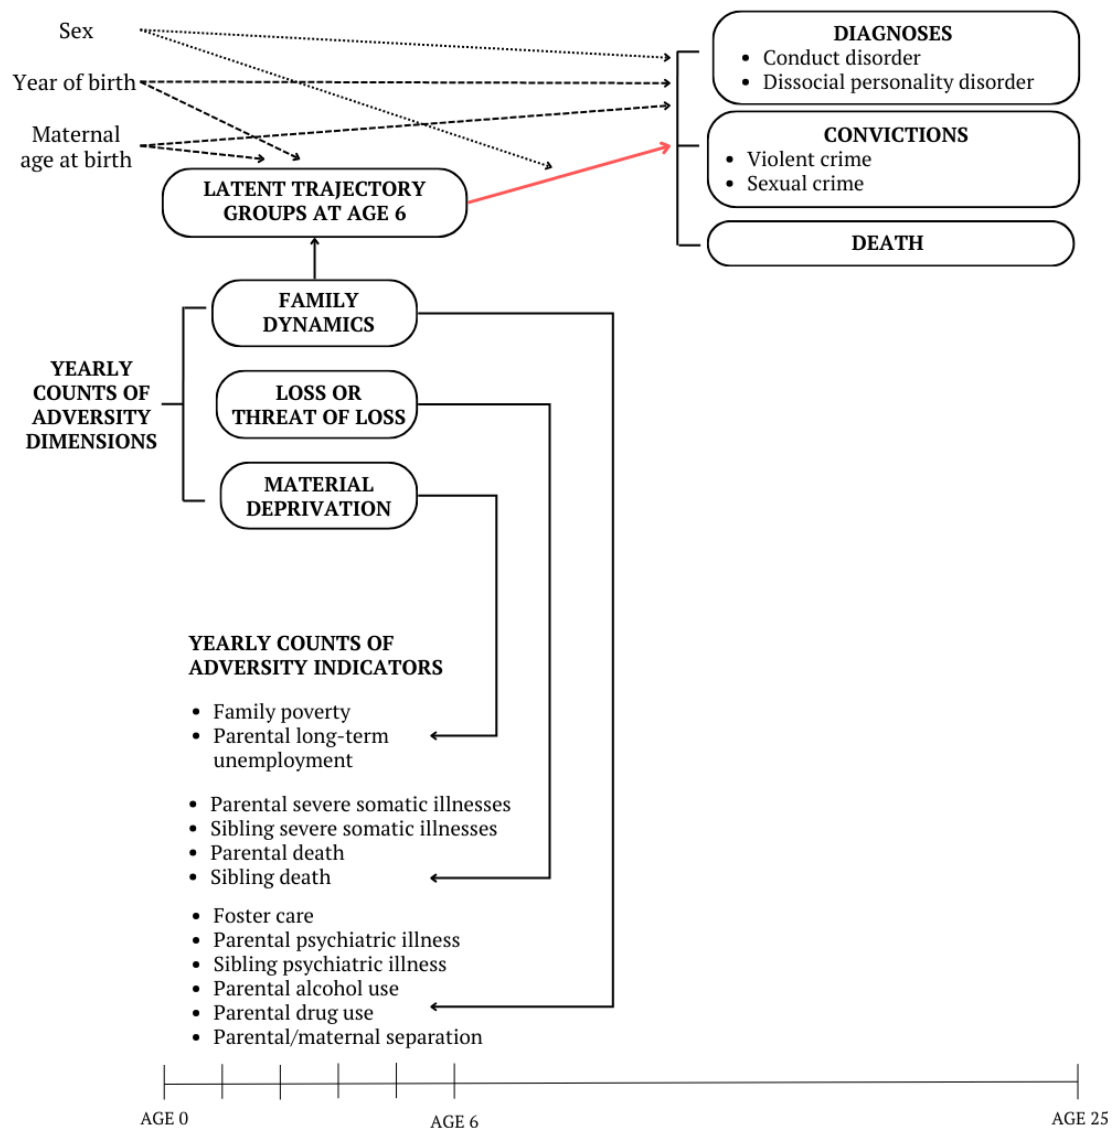 Sex
Year of birth
Maternal
age at birth
DIAGNOSES
• Conduct disorder
• Dissocial personality disorder
CONVICTIONS
• Violent crime
• Sexual crime
DEATH
LATENT TRAJECTORY
GROUPS AT AGE 6
FAMILY
DYNAMICS
YEARLY
COUNTS OF
ADVERSITY
DIMENSIONS
LOSS OR
THREAT OF LOSS
MATERIAL
DEPRIVATION
YEARLY COUNTS OF
ADVERSITY INDICATORS
• Family poverty
• Parental long-term
unemployment
• Parental severe somatic illnesses
• Sibling severe somatic illnesses
• Parental death
• Sibling death
• Foster care
• Parental psychiatric illness
• Sibling psychiatric illness
• Parental alcohol use
• Parental drug use
• Parental/maternal separation
AGE 0
AGE 6
AGE 25